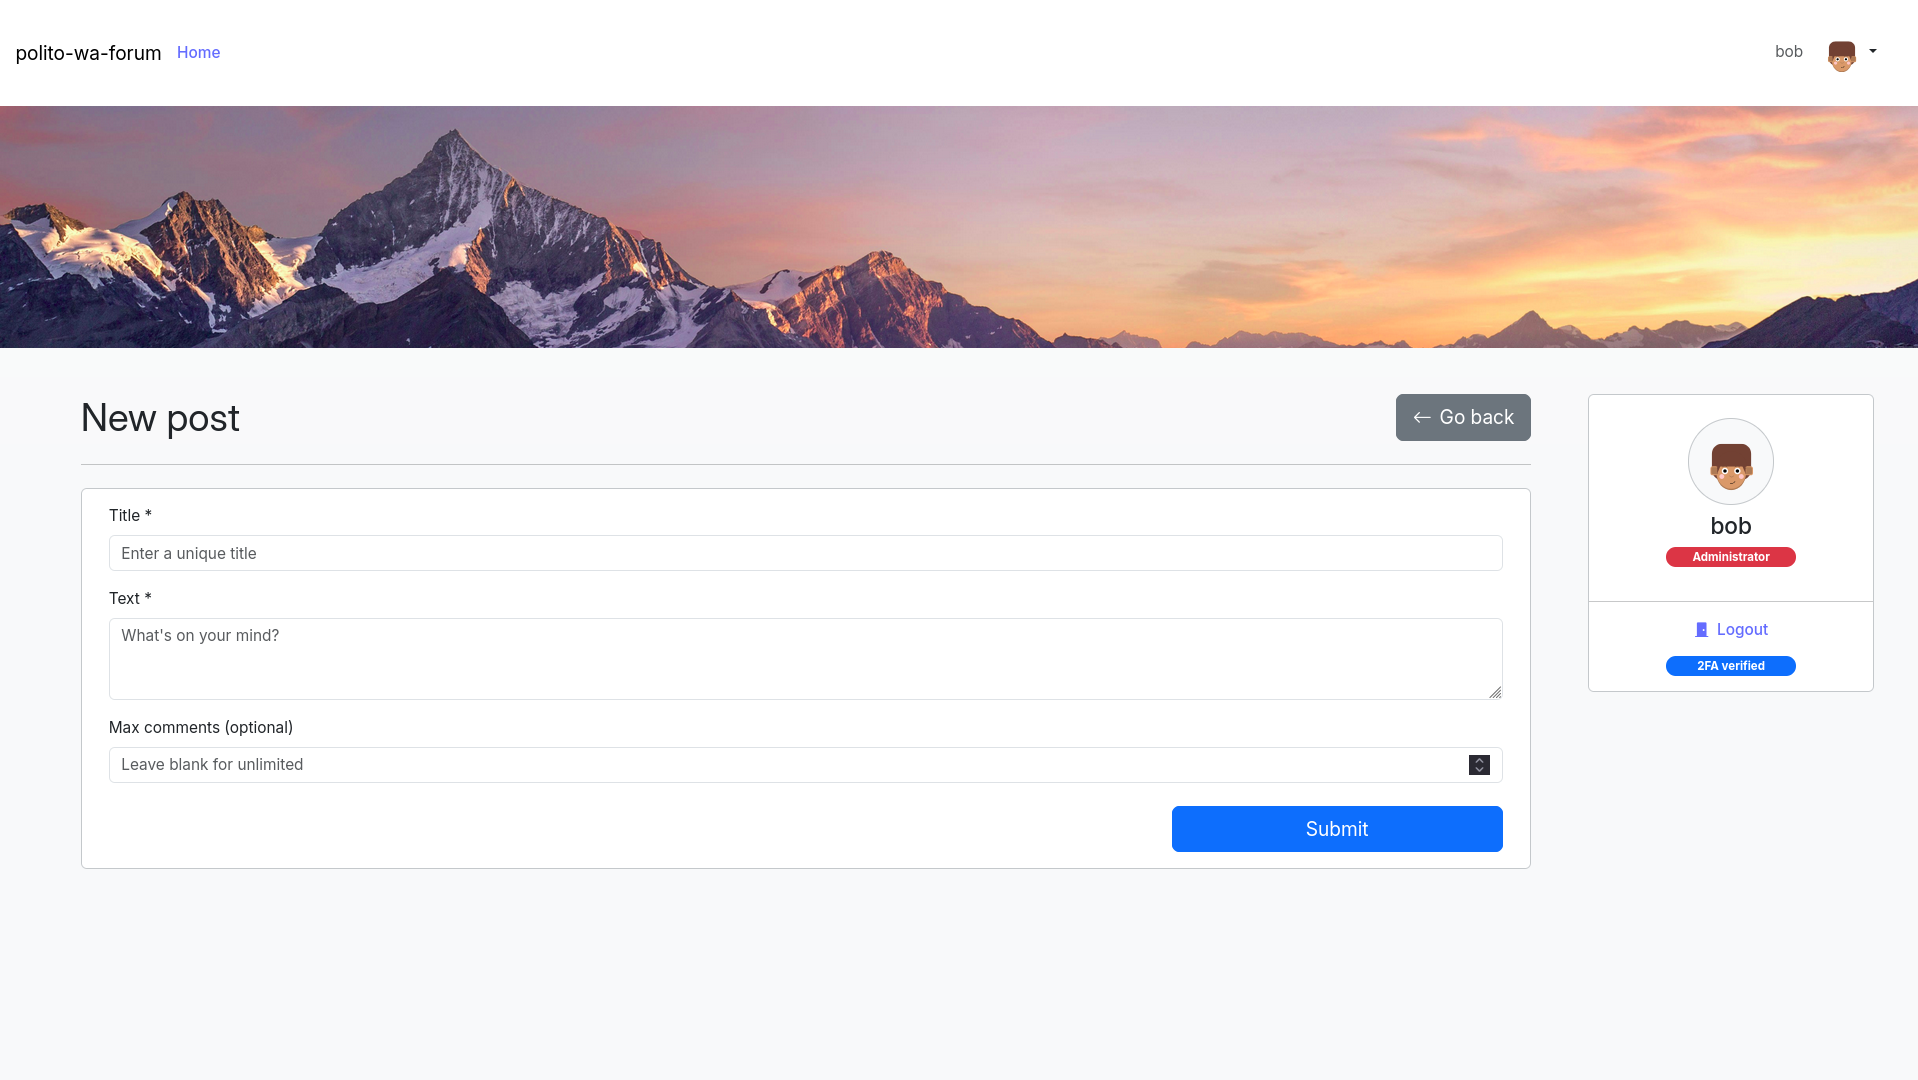 polito-wa-forum Home bob
New post
Go back
Title *
Enter a unique title
Text *
What's on your mind?
Max comments (optional)
Leave blank for unlimited
Submit
bob
Administrator
Logout
2FA verified